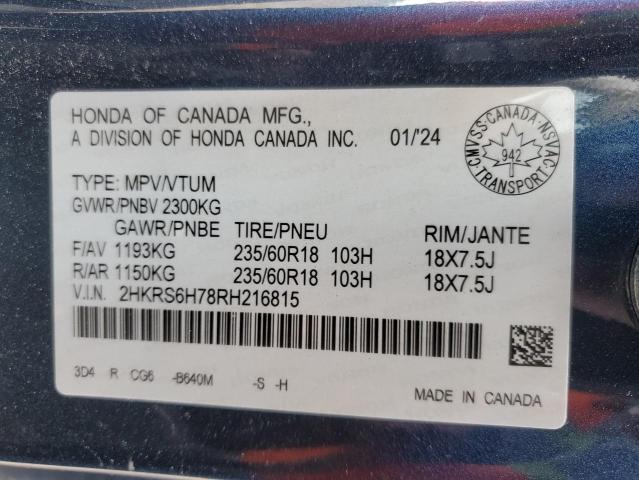 HONDA OF CANADA MFG.,
A DIVISION OF HONDA CANADA INC. 01/'24
CMVSS·CANADA·NSVAC
942
·TRANSPORT·
TYPE: MPV/VTUM
GVWR/PNBV 2300KG
GAWR/PNBE TIRE/PNEU RIM/JANTE
F/AV 1193KG 235/60R18 103H 18X7.5J
R/AR 1150KG 235/60R18 103H 18X7.5J
V.I.N. 2HKRS6H78RH216815
3D4 R CG6 -B640M -S -H
MADE IN CANADA